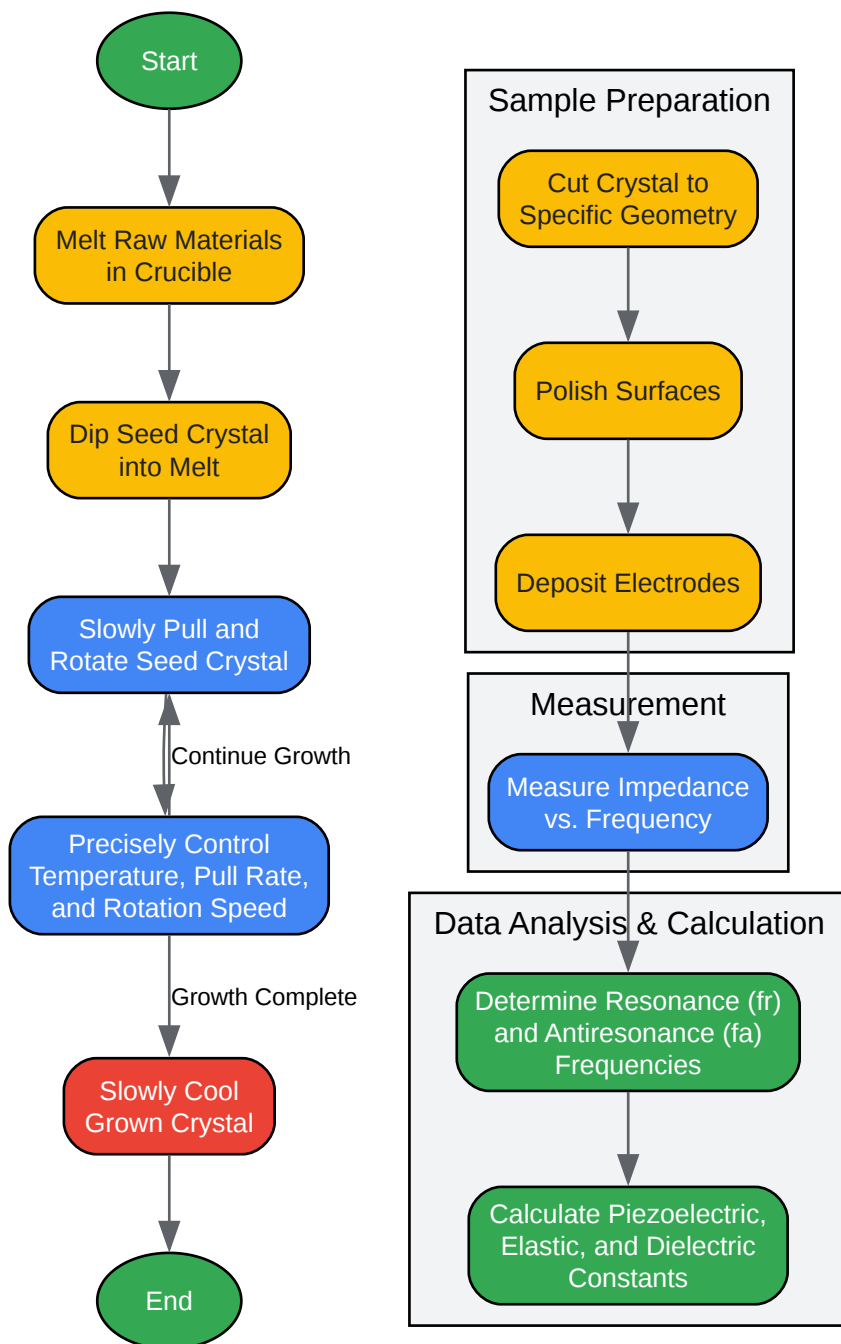 Start
Melt Raw Materials
in Crucible
Dip Seed Crystal
into Melt
Slowly Pull and
Rotate Seed Crystal
Continue Growth
Precisely Control
Temperature, Pull Rate,
and Rotation Speed
Growth Complete
Slowly Cool
Grown Crystal
End
Sample Preparation
Cut Crystal to
Specific Geometry
Polish Surfaces
Deposit Electrodes
Measurement
Measure Impedance
vs. Frequency
Data Analysis & Calculation
Determine Resonance (fr)
and Antiresonance (fa)
Frequencies
Calculate Piezoelectric,
Elastic, and Dielectric
Constants